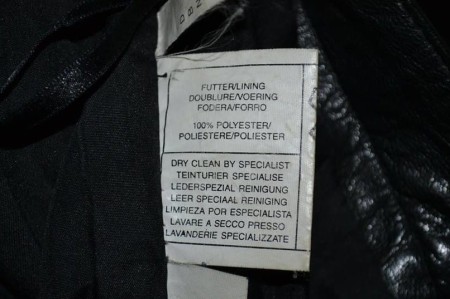 FUTTER/LINING
DOUBLURE/VOERING
FODERA/FORRO
100% POLYESTER/
POLIESTERE/POLIESTER
DRY CLEAN BY SPECIALIST
TEINTURIER SPECIALISE
LEDERSPEZIAL REINIGUNG
LEER SPECIAAL REINIGING
LIMPIEZA POR ESPECIALISTA
LAVARE A SECCO PRESSO
LAVANDERIE SPECIALIZZATE